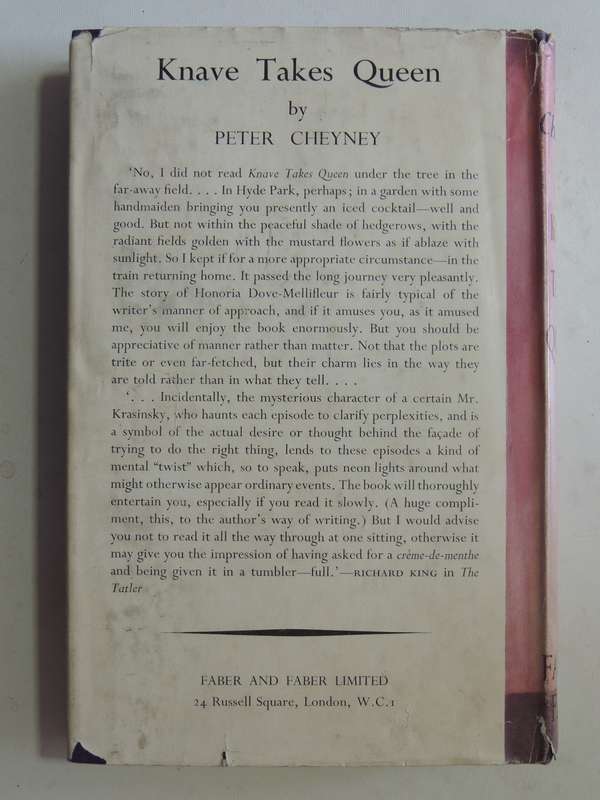 Knave Takes Queen
by
PETER CHEYNEY
‘No, I did not read Knave Takes Queen under the tree in the
far-away field. . . . In Hyde Park, perhaps; in a garden with some
handmaiden bringing you presently an iced cocktail—well and
good. But not within the peaceful shade of hedgerows, with the
radiant fields golden with the mustard flowers as if ablaze with
sunlight. So I kept if for a more appropriate circumstance—in the
train returning home. It passed the long journey very pleasantly.
The story of Honoria Dove-Mellifleur is fairly typical of the
writer's manner of approach, and if it amuses you, as it amused
me, you will enjoy the book enormously. But you should be
appreciative of manner rather than matter. Not that the plots are
trite or even far-fetched, but their charm lies in the way they
are told rather than in what they tell. . . .
‘. . . Incidentally, the mysterious character of a certain Mr.
Krasinsky, who haunts each episode to clarify perplexities, and is
a symbol of the actual desire or thought behind the façade of
trying to do the right thing, lends to these episodes a kind of
mental “twist” which, so to speak, puts neon lights around what
might otherwise appear ordinary events. The book will thoroughly
entertain you, especially if you read it slowly. (A huge compli-
ment, this, to the author's way of writing.) But I would advise
you not to read it all the way through at one sitting, otherwise it
may give you the impression of having asked for a crème-de-menthe
and being given it in a tumbler—full.’—RICHARD KING in The
Tatler
FABER AND FABER LIMITED
24 Russell Square, London, W.C.1